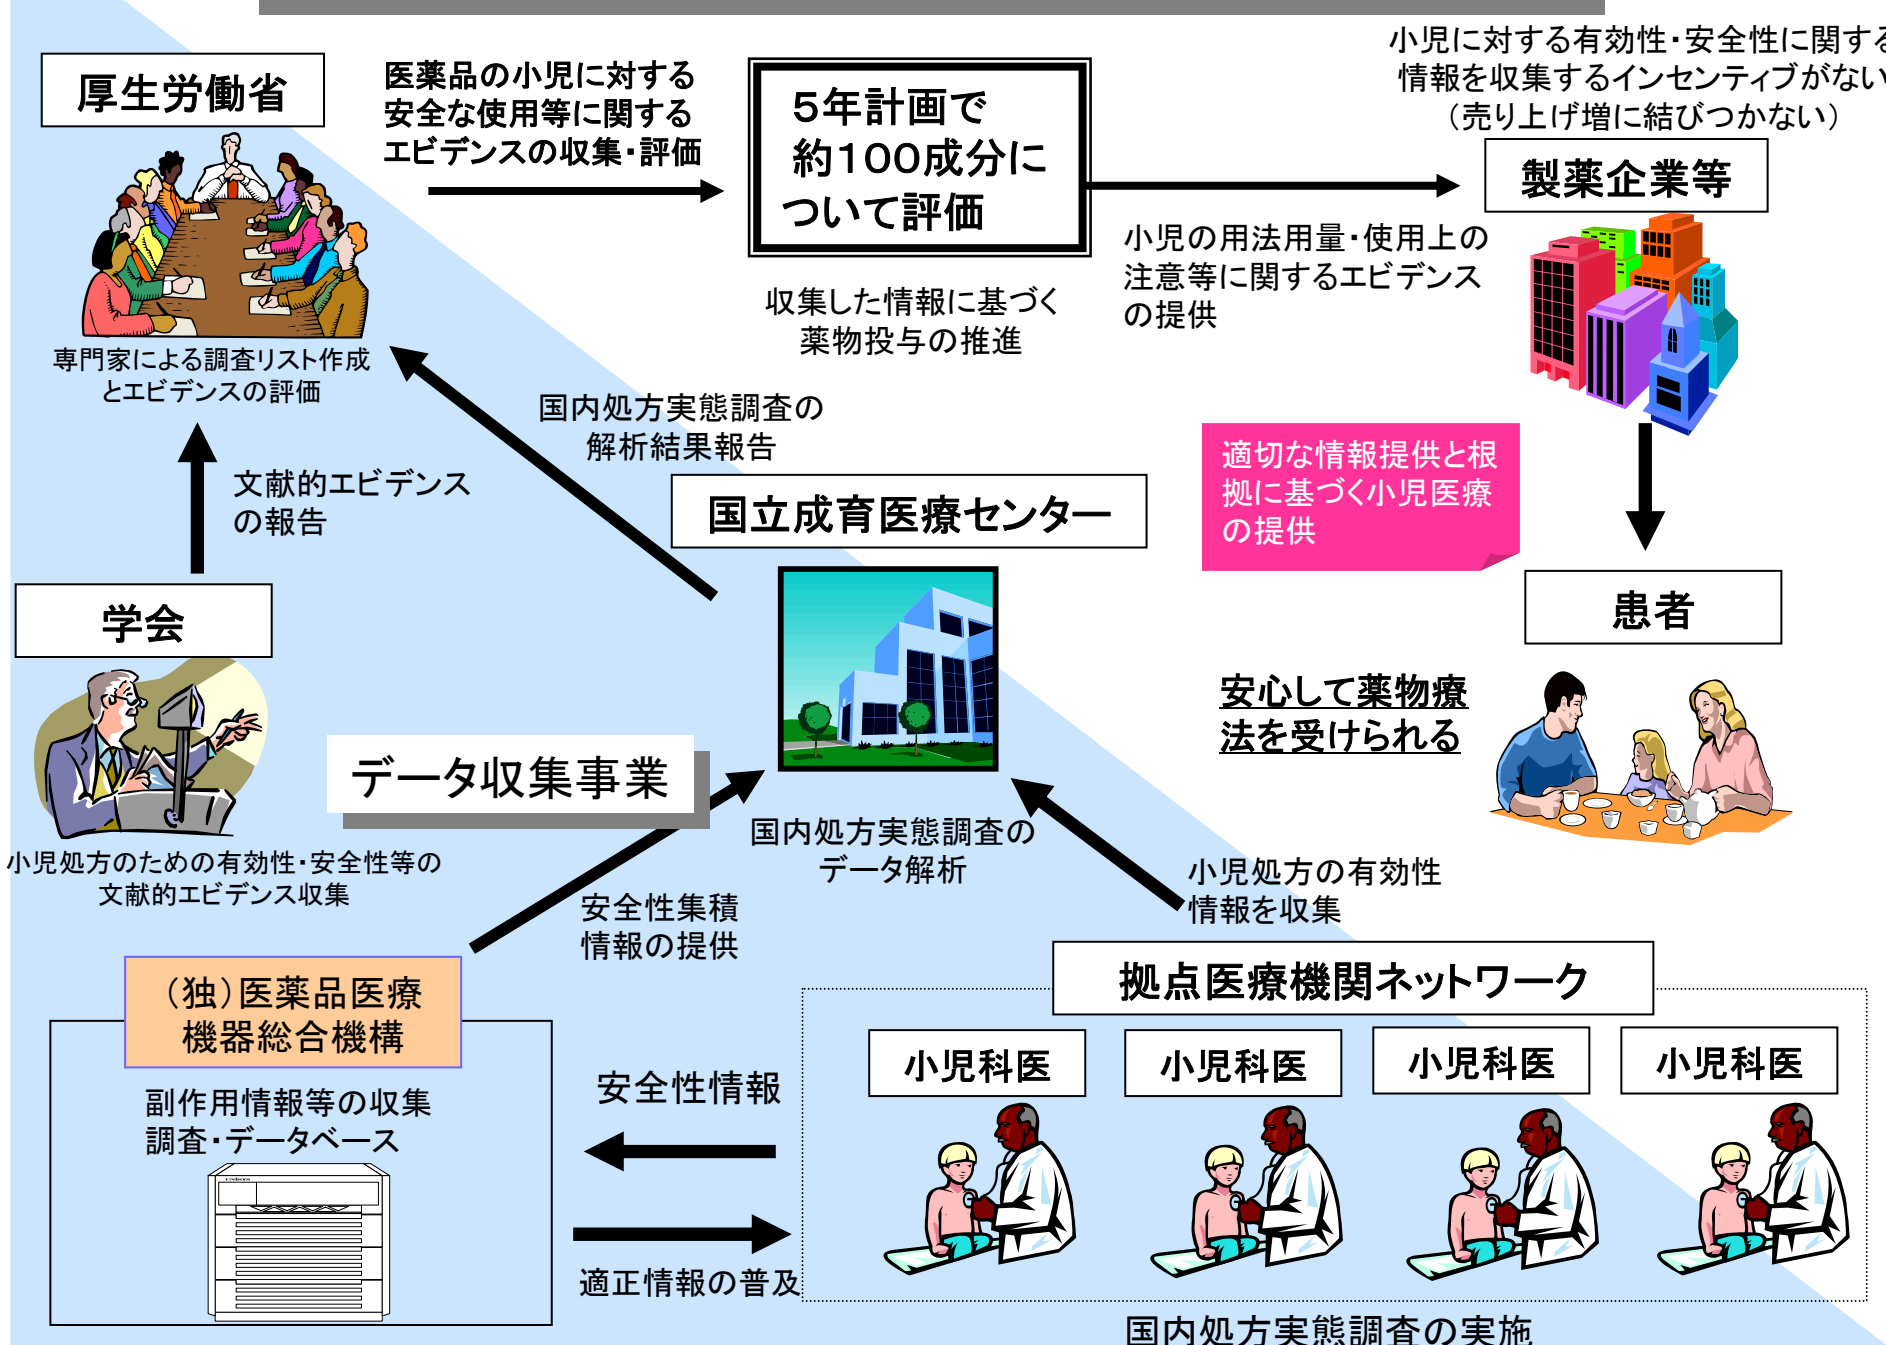 厚生労働省
専門家による調査リスト作成
とエビデンスの評価
医薬品の小児に対する
安全な使用等に関する
エビデンスの収集・評価
5年計画で
約100成分に
ついて評価
収集した情報に基づく
薬物投与の推進
小児に対する有効性・安全性に関する
情報を収集するインセンティブがない
(売り上げ増に結びつかない)
製薬企業等
小児の用法用量・使用上の
注意等に関するエビデンス
の提供
国内処方実態調査の
解析結果報告
文献的エビデンス
の報告
国立成育医療センター
適切な情報提供と根
拠に基づく小児医療
の提供
学会
小児処方のための有効性・安全性等の
文献的エビデンス収集
患者
安心して薬物療
法を受けられる
データ収集事業
国内処方実態調査の
データ解析
安全性集積
情報の提供
小児処方の有効性
情報を収集
(独)医薬品医療
機器総合機構
副作用情報等の収集
調査・データベース
安全性情報
適正情報の普及
拠点医療機関ネットワーク
小児科医
小児科医
小児科医
小児科医
国内処方実態調査の実施